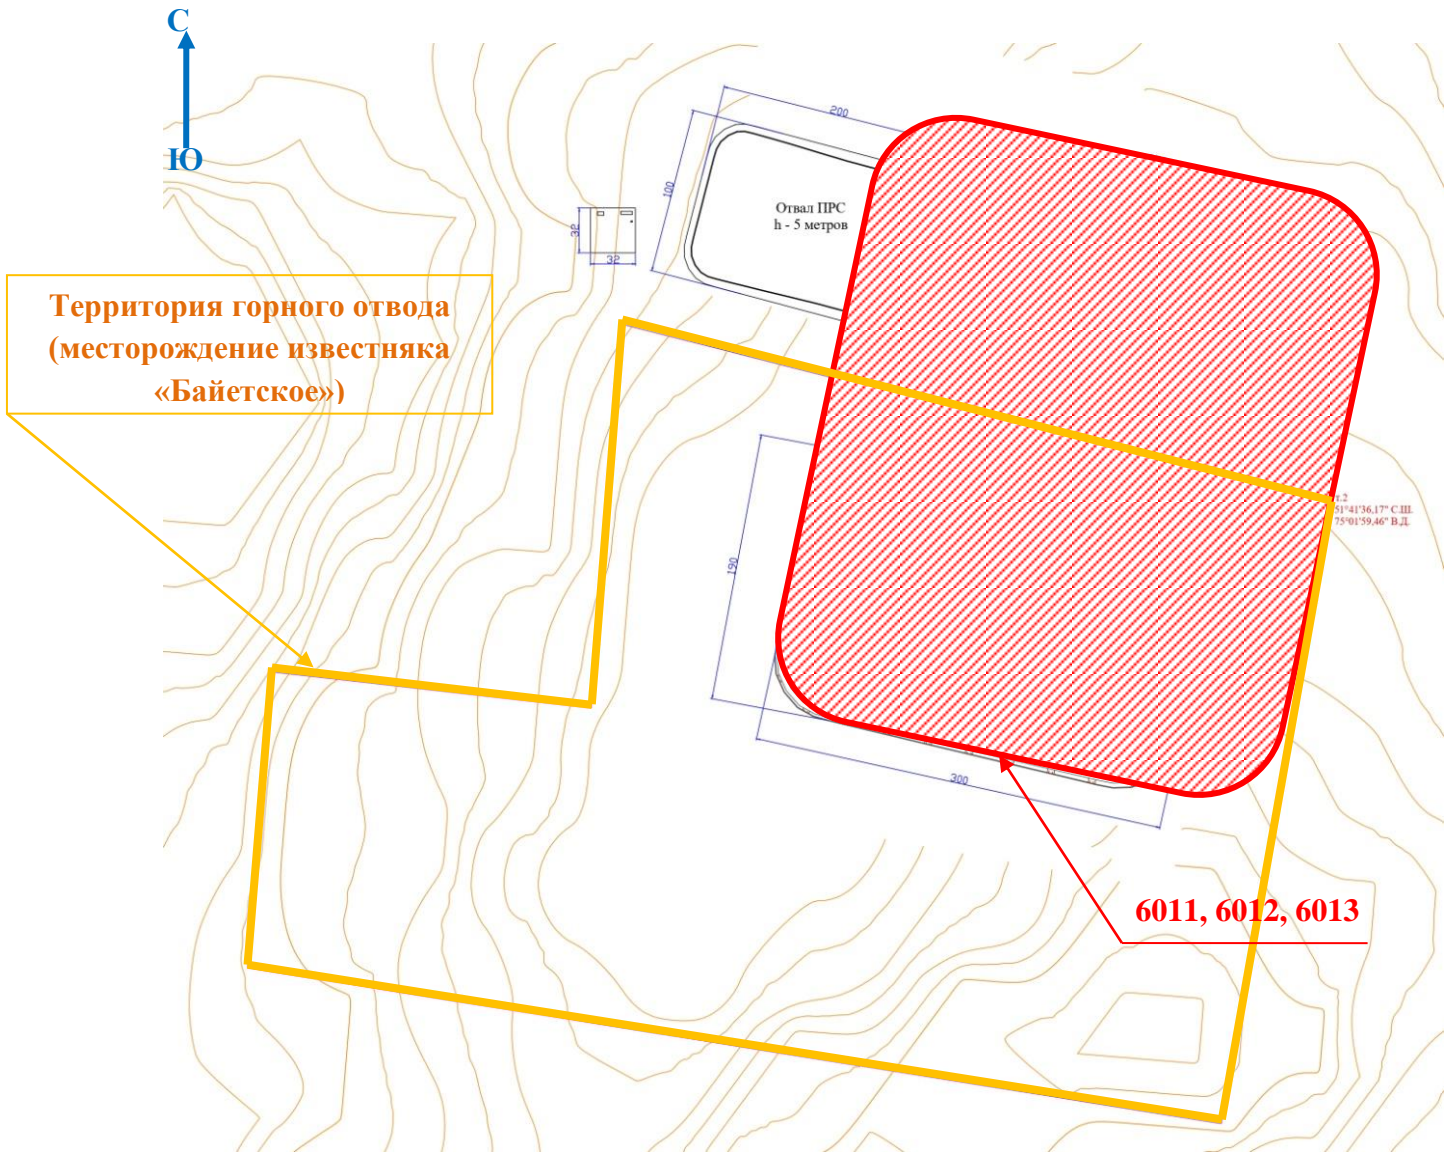 С
Ю
200
100
Отвал ПРС
h - 5 метров
32
32
Территория горного отвода
(месторождение известняка
«Байетское»)
190
т.2
51°41'36,17" С.Ш.
75°01'59,46" В.Д.
300
6011, 6012, 6013